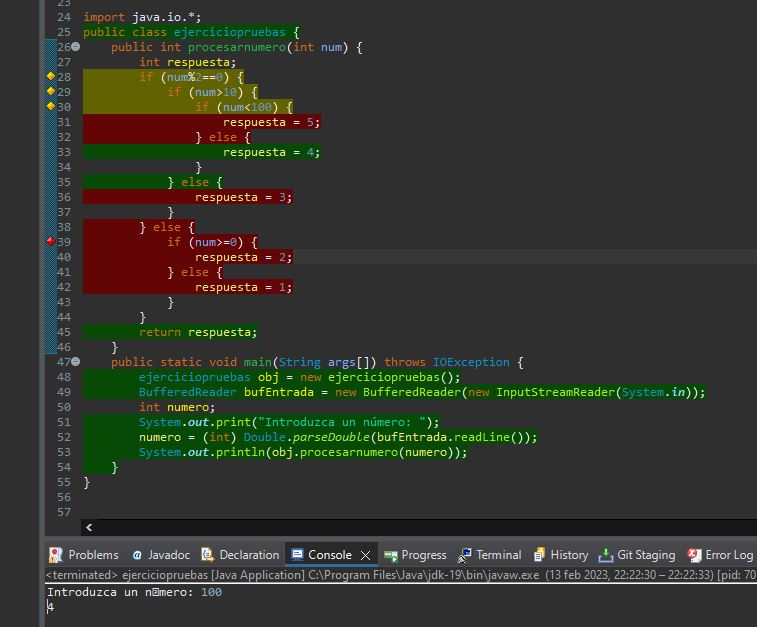 23
24 import java.io.*;
25 public class ejerciciopruebas {
26 public int procesarnumero(int num) {
27 int respuesta;
28 if (num%2==0) {
29 if (num>10) {
30 if (num<100) {
31 respuesta = 5;
32 } else {
33 respuesta = 4;
34 }
35 } else {
36 respuesta = 3;
37 }
38 } else {
39 if (num>=0) {
40 respuesta = 2;
41 } else {
42 respuesta = 1;
43 }
44 }
45 return respuesta;
46 }
47 public static void main(String args[]) throws IOException {
48 ejerciciopruebas obj = new ejerciciopruebas();
49 BufferedReader bufEntrada = new BufferedReader(new InputStreamReader(System.in));
50 int numero;
51 System.out.print("Introduzca un número: ");
52 numero = (int) Double.parseDouble(bufEntrada.readLine());
53 System.out.println(obj.procesarnumero(numero));
54 }
55 }
56
57
Problems Javadoc Declaration Console Progress Terminal History Git Staging Error Log
<terminated> ejerciciopruebas [Java Application] C:\Program Files\Java\jdk-19\bin\javaw.exe (13 feb 2023, 22:22:30 – 22:22:33) [pid: 70
Introduzca un n�mero: 100
4